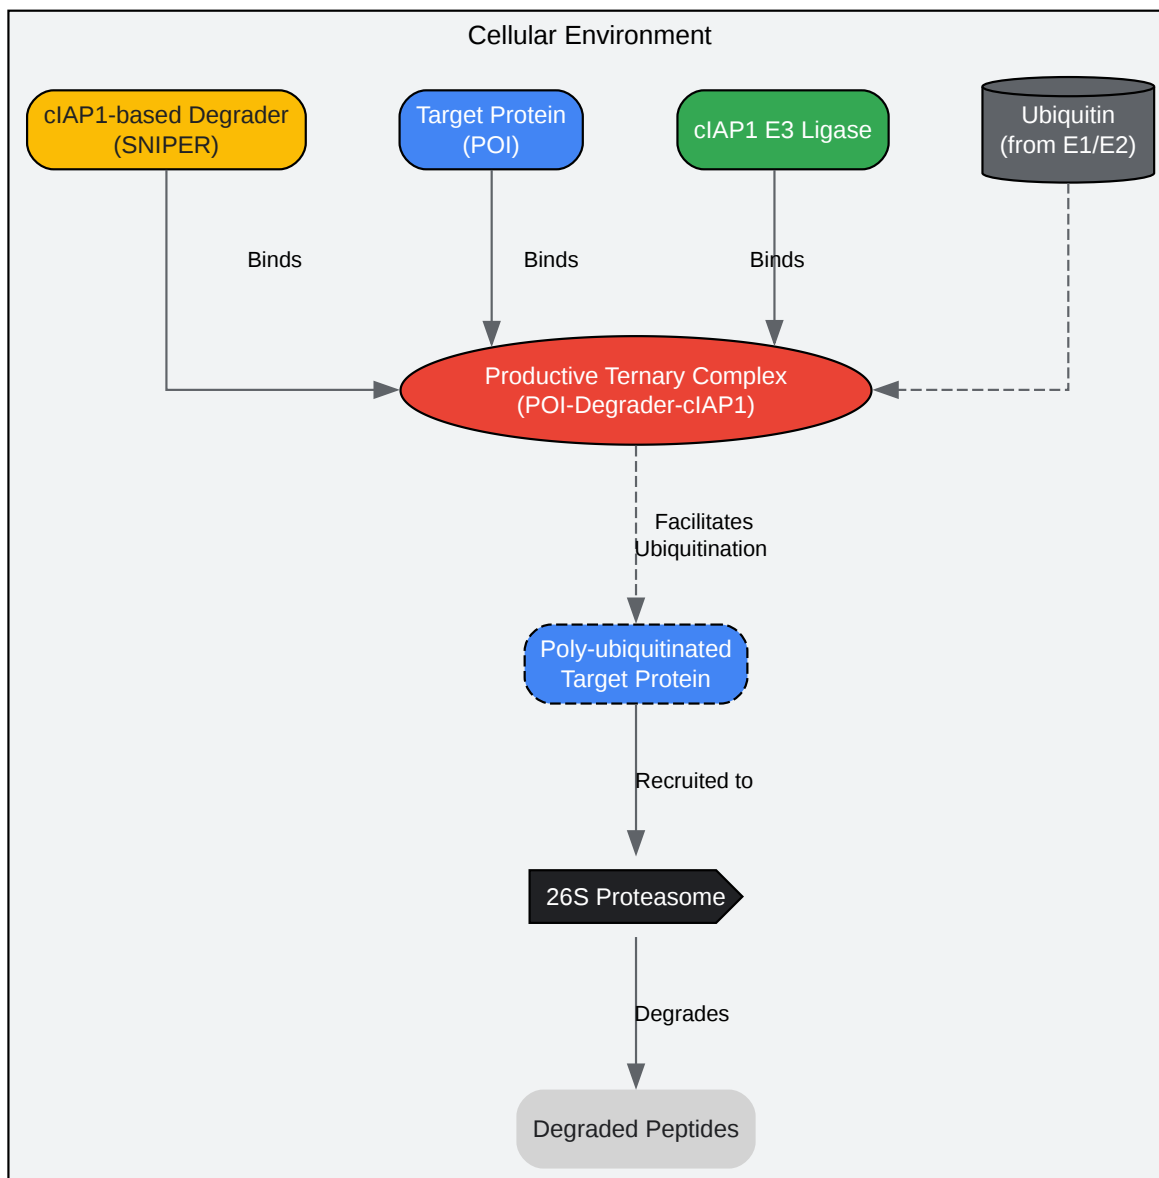 Cellular Environment
cIAP1-based Degrader
(SNIPER)
Target Protein
(POI)
cIAP1 E3 Ligase
Ubiquitin
(from E1/E2)
Binds
Binds
Binds
Productive Ternary Complex
(POI-Degrader-cIAP1)
Facilitates
Ubiquitination
Poly-ubiquitinated
Target Protein
Recruited to
26S Proteasome
Degrades
Degraded Peptides